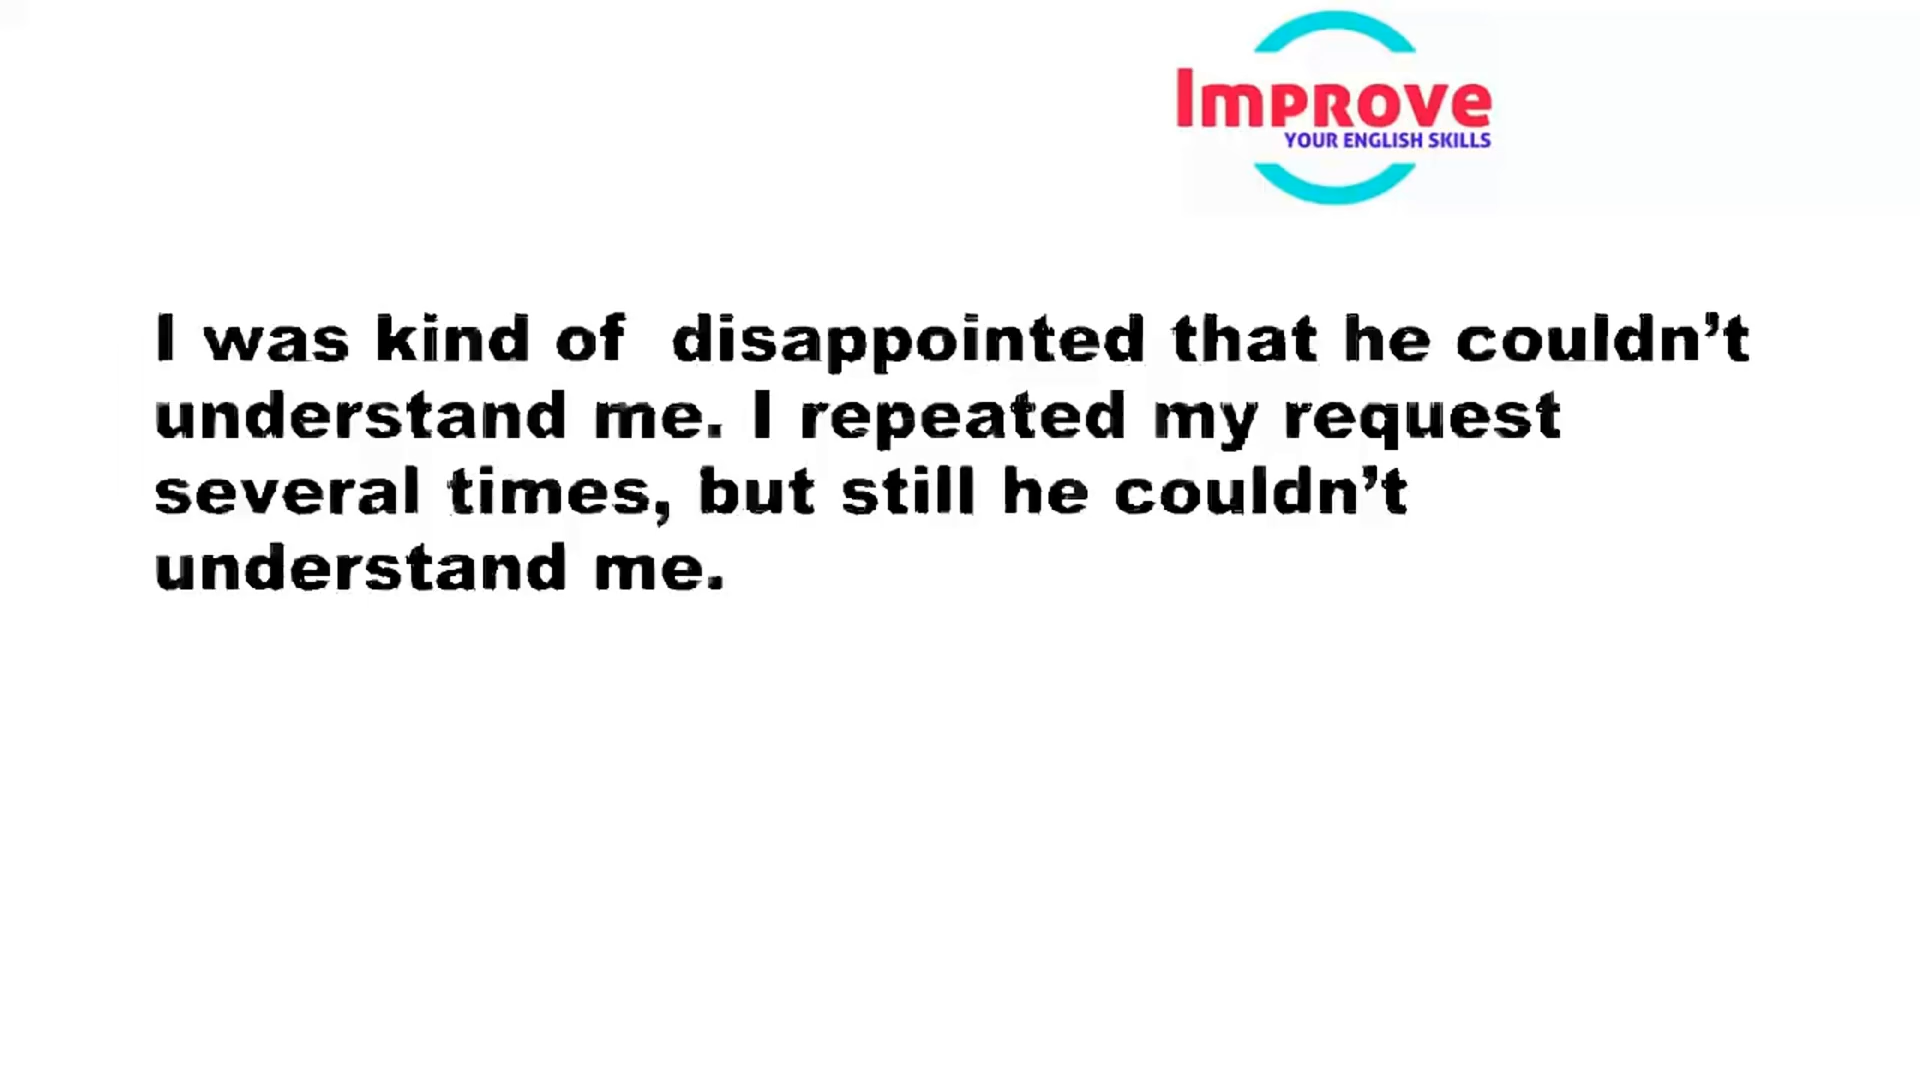 Improve
YOUR ENGLISH SKILLS
I was kind of  disappointed that he couldn’t
understand me. I repeated my request
several times, but still he couldn’t
understand me.